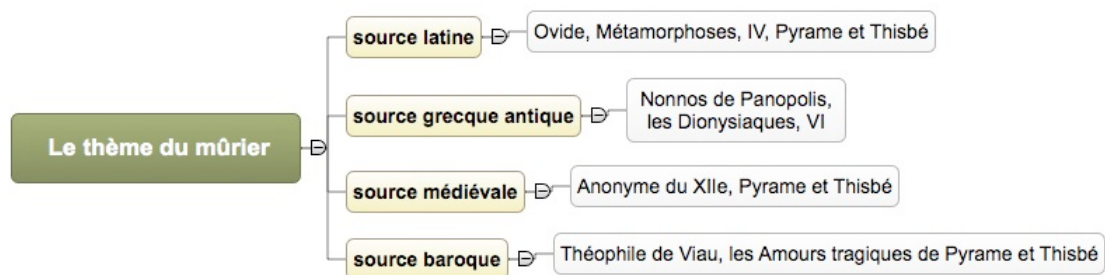 Le thème du mûrier
source latine
Ovide, Métamorphoses, IV, Pyrame et Thisbé
source grecque antique
Nonnos de Panopolis,
les Dionysiaques, VI
source médiévale
Anonyme du XIIe, Pyrame et Thisbé
source baroque
Théophile de Viau, les Amours tragiques de Pyrame et Thisbé